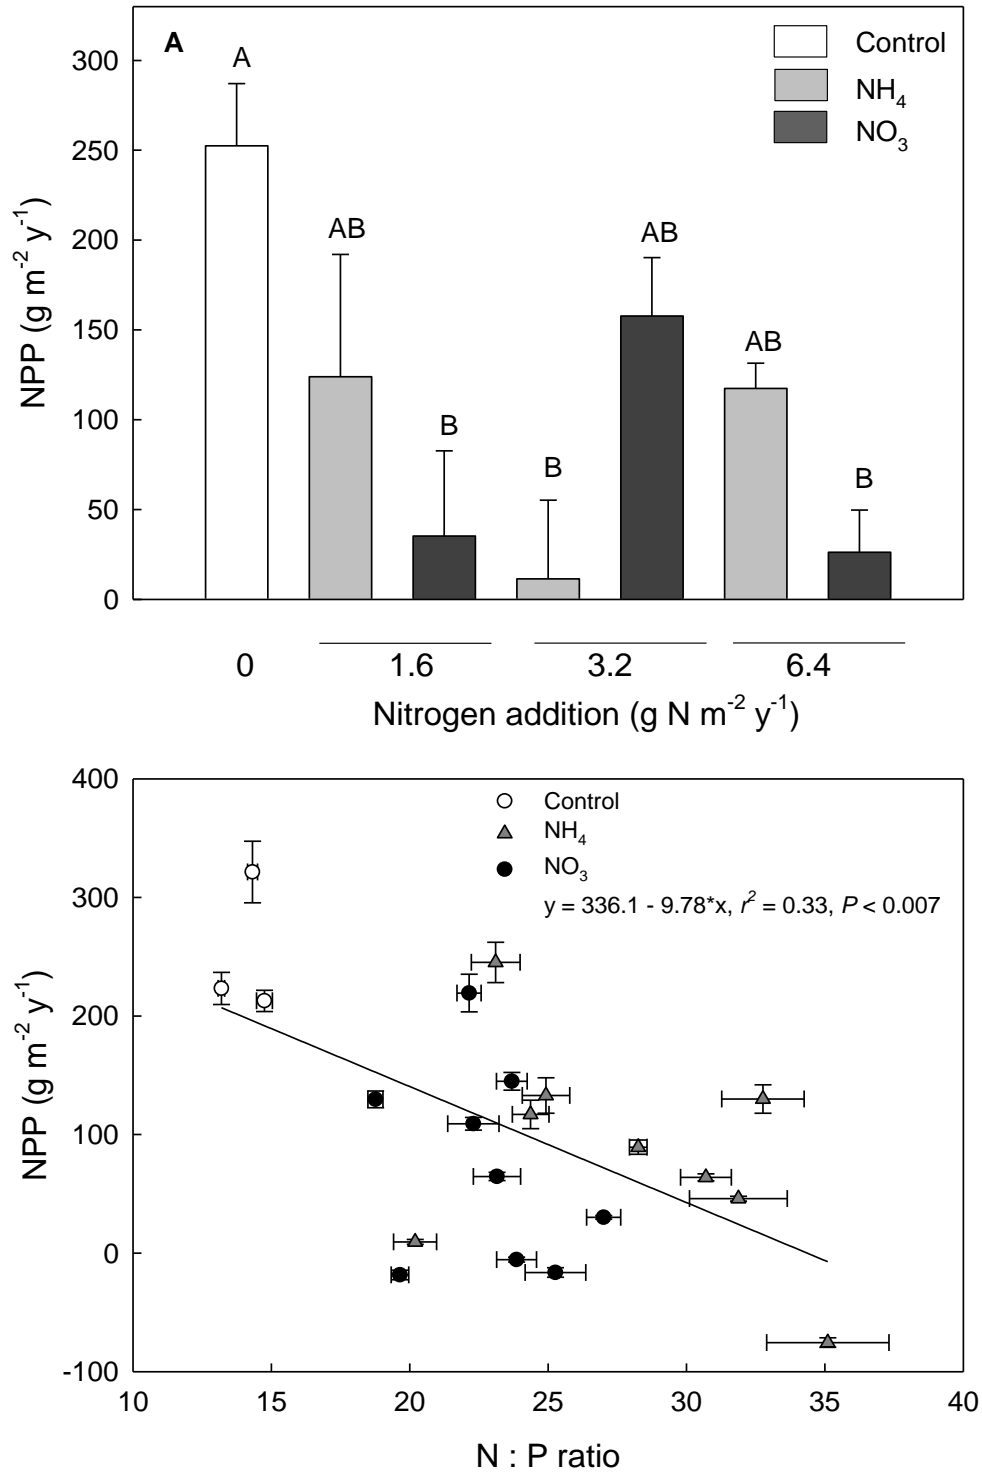 A
Control
NH4
NO3
A
AB
B
B
AB
AB
B
300
250
200
150
100
50
0
NPP (g m-2 y-1)
0 1.6 3.2 6.4
Nitrogen addition (g N m-2 y-1)
Control
NH4
NO3
y = 336.1 - 9.78*x, r2 = 0.33, P < 0.007
400
300
200
100
0
-100
NPP (g m-2 y-1)
10 15 20 25 30 35 40
N : P ratio